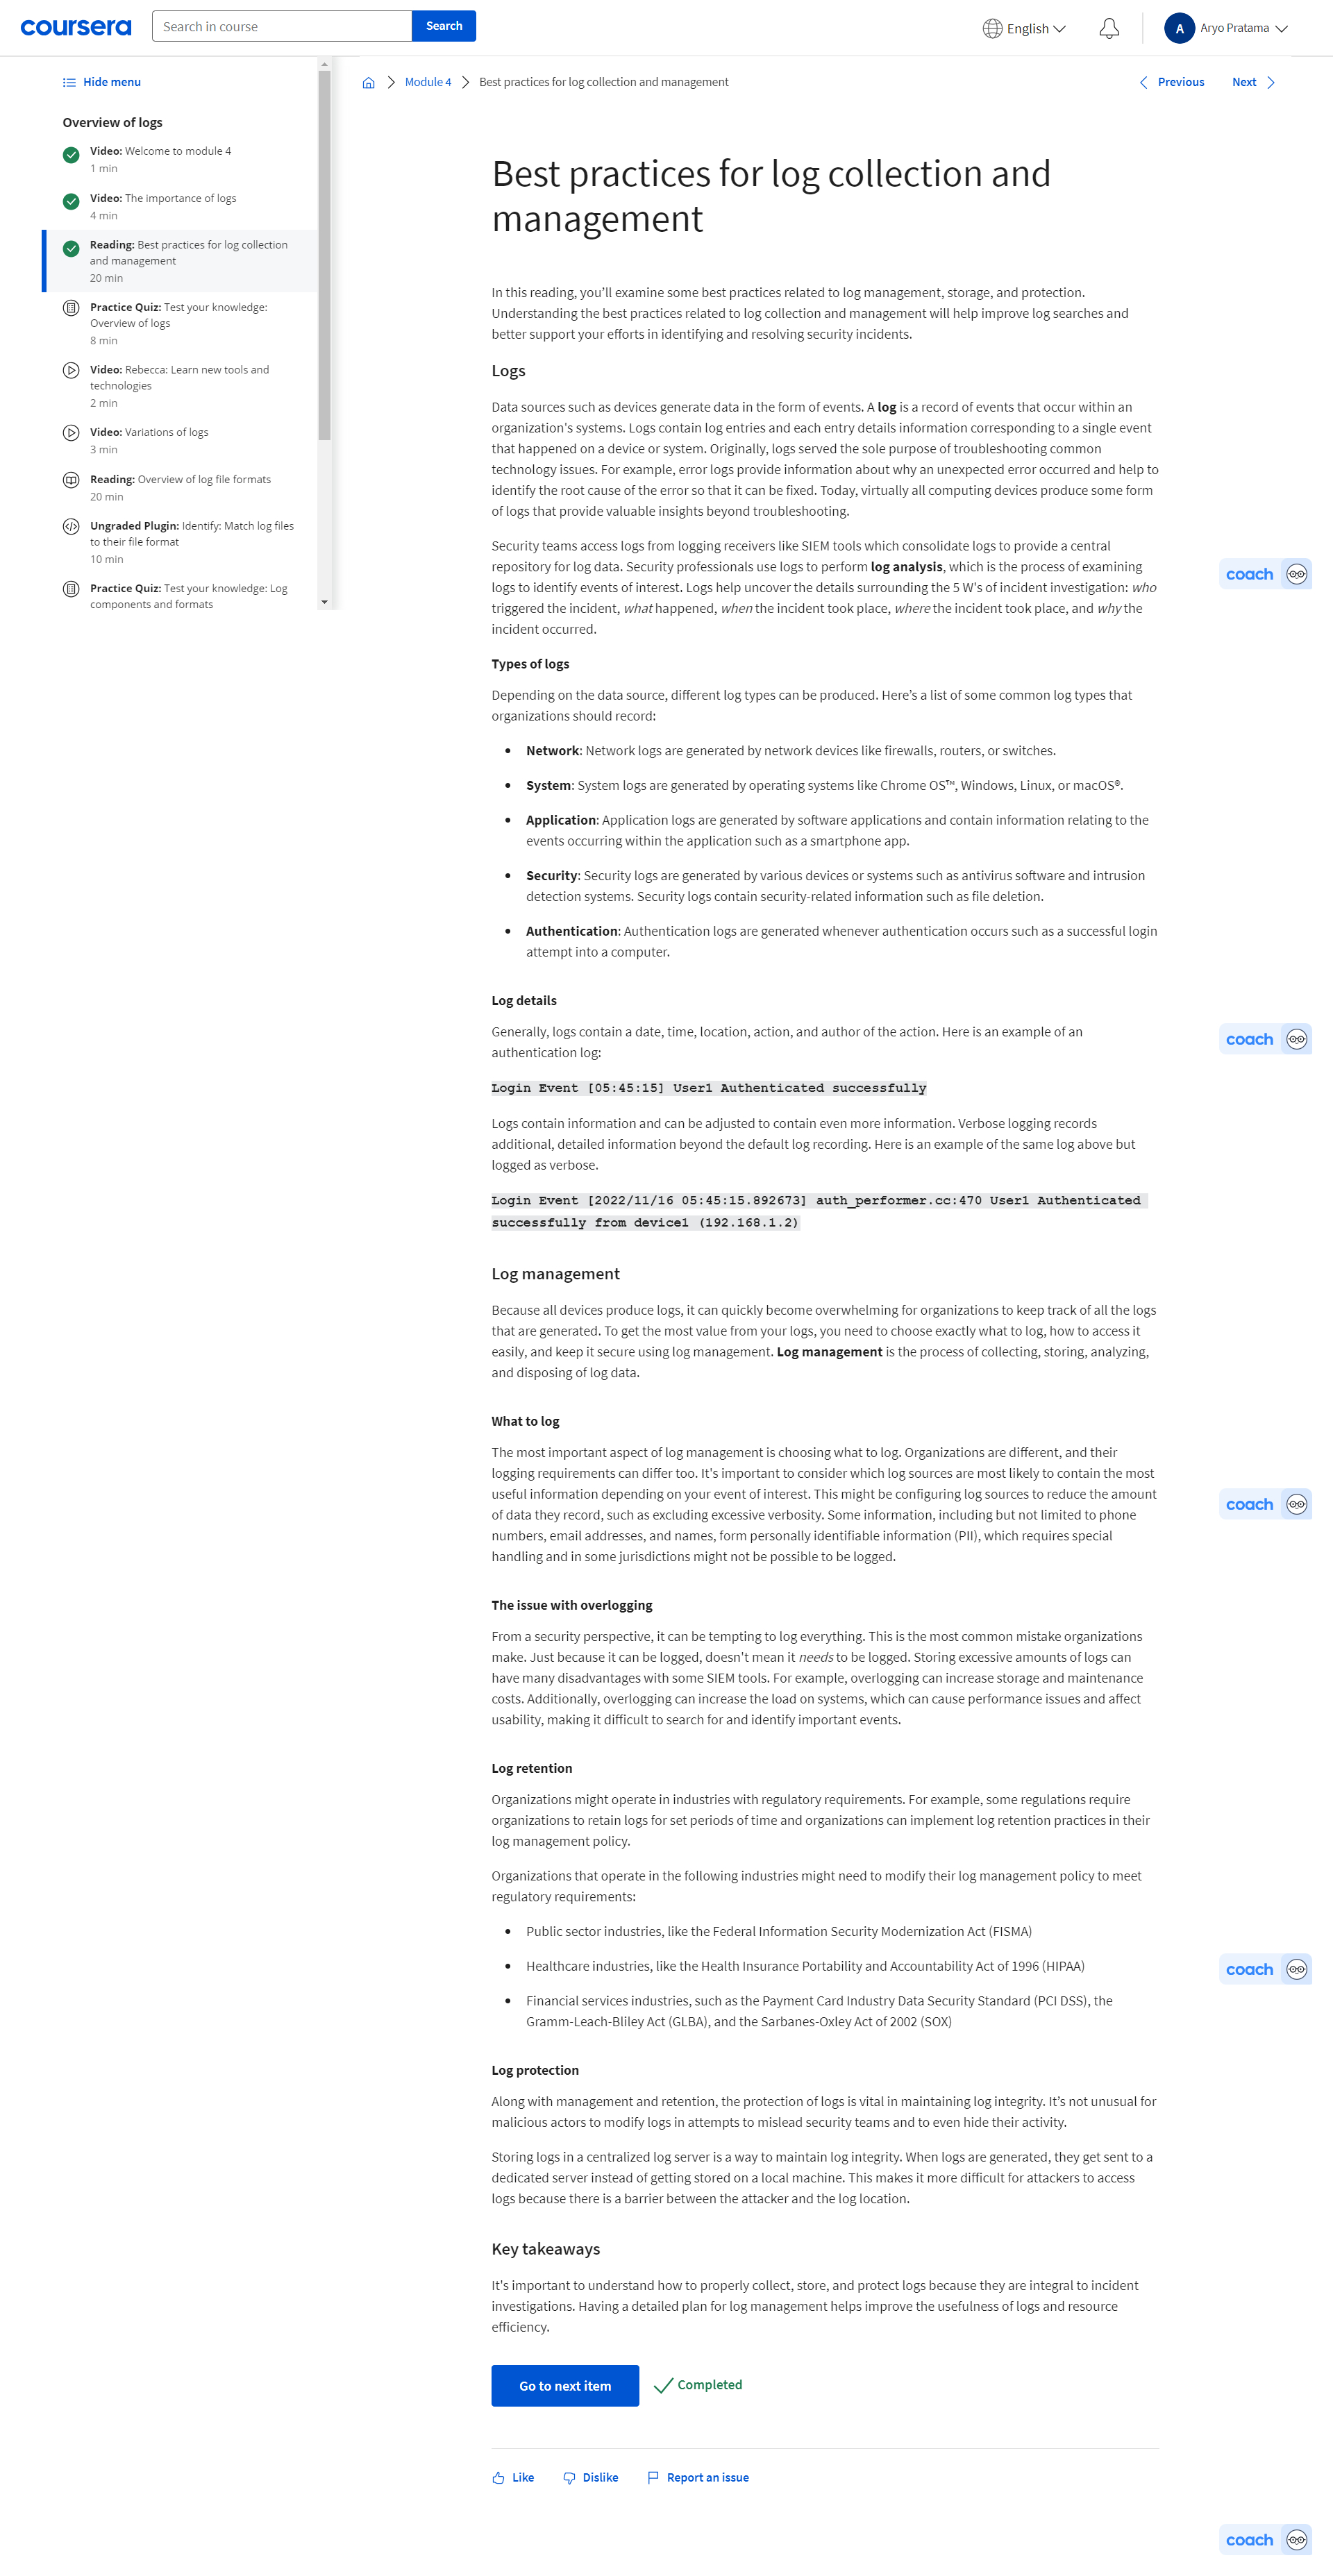 coursera
Search in course
Search
English
A
Aryo Pratama
Hide menu
Module 4
Best practices for log collection and management
Previous
Next
Overview of logs
Video: Welcome to module 4
1 min
Video: The importance of logs
4 min
Reading: Best practices for log collection
and management
20 min
Practice Quiz: Test your knowledge:
Overview of logs
8 min
Video: Rebecca: Learn new tools and
technologies
2 min
Video: Variations of logs
3 min
Reading: Overview of log file formats
20 min
Ungraded Plugin: Identify: Match log files
to their file format
10 min
Practice Quiz: Test your knowledge: Log
components and formats
Best practices for log collection and
management
In this reading, you’ll examine some best practices related to log management, storage, and protection.
Understanding the best practices related to log collection and management will help improve log searches and
better support your efforts in identifying and resolving security incidents.
Logs
Data sources such as devices generate data in the form of events. A log is a record of events that occur within an
organization's systems. Logs contain log entries and each entry details information corresponding to a single event
that happened on a device or system. Originally, logs served the sole purpose of troubleshooting common
technology issues. For example, error logs provide information about why an unexpected error occurred and help to
identify the root cause of the error so that it can be fixed. Today, virtually all computing devices produce some form
of logs that provide valuable insights beyond troubleshooting.
Security teams access logs from logging receivers like SIEM tools which consolidate logs to provide a central
repository for log data. Security professionals use logs to perform log analysis, which is the process of examining
logs to identify events of interest. Logs help uncover the details surrounding the 5 W's of incident investigation: who
triggered the incident, what happened, when the incident took place, where the incident took place, and why the
incident occurred.
coach
Types of logs
Depending on the data source, different log types can be produced. Here’s a list of some common log types that
organizations should record:
• Network: Network logs are generated by network devices like firewalls, routers, or switches.
• System: System logs are generated by operating systems like Chrome OS™, Windows, Linux, or macOS®.
• Application: Application logs are generated by software applications and contain information relating to the
events occurring within the application such as a smartphone app.
• Security: Security logs are generated by various devices or systems such as antivirus software and intrusion
detection systems. Security logs contain security-related information such as file deletion.
• Authentication: Authentication logs are generated whenever authentication occurs such as a successful login
attempt into a computer.
Log details
Generally, logs contain a date, time, location, action, and author of the action. Here is an example of an
authentication log:
coach
Login Event [05:45:15] User1 Authenticated successfully
Logs contain information and can be adjusted to contain even more information. Verbose logging records
additional, detailed information beyond the default log recording. Here is an example of the same log above but
logged as verbose.
Login Event [2022/11/16 05:45:15.892673] auth_performer.cc:470 User1 Authenticated
successfully from device1 (192.168.1.2)
Log management
Because all devices produce logs, it can quickly become overwhelming for organizations to keep track of all the logs
that are generated. To get the most value from your logs, you need to choose exactly what to log, how to access it
easily, and keep it secure using log management. Log management is the process of collecting, storing, analyzing,
and disposing of log data.
What to log
The most important aspect of log management is choosing what to log. Organizations are different, and their
logging requirements can differ too. It's important to consider which log sources are most likely to contain the most
useful information depending on your event of interest. This might be configuring log sources to reduce the amount
of data they record, such as excluding excessive verbosity. Some information, including but not limited to phone
numbers, email addresses, and names, form personally identifiable information (PII), which requires special
handling and in some jurisdictions might not be possible to be logged.
coach
The issue with overlogging
From a security perspective, it can be tempting to log everything. This is the most common mistake organizations
make. Just because it can be logged, doesn't mean it needs to be logged. Storing excessive amounts of logs can
have many disadvantages with some SIEM tools. For example, overlogging can increase storage and maintenance
costs. Additionally, overlogging can increase the load on systems, which can cause performance issues and affect
usability, making it difficult to search for and identify important events.
Log retention
Organizations might operate in industries with regulatory requirements. For example, some regulations require
organizations to retain logs for set periods of time and organizations can implement log retention practices in their
log management policy.
Organizations that operate in the following industries might need to modify their log management policy to meet
regulatory requirements:
• Public sector industries, like the Federal Information Security Modernization Act (FISMA)
• Healthcare industries, like the Health Insurance Portability and Accountability Act of 1996 (HIPAA)
coach
• Financial services industries, such as the Payment Card Industry Data Security Standard (PCI DSS), the
Gramm-Leach-Bliley Act (GLBA), and the Sarbanes-Oxley Act of 2002 (SOX)
Log protection
Along with management and retention, the protection of logs is vital in maintaining log integrity. It’s not unusual for
malicious actors to modify logs in attempts to mislead security teams and to even hide their activity.
Storing logs in a centralized log server is a way to maintain log integrity. When logs are generated, they get sent to a
dedicated server instead of getting stored on a local machine. This makes it more difficult for attackers to access
logs because there is a barrier between the attacker and the log location.
Key takeaways
It's important to understand how to properly collect, store, and protect logs because they are integral to incident
investigations. Having a detailed plan for log management helps improve the usefulness of logs and resource
efficiency.
Go to next item
Completed
Like
Dislike
Report an issue
coach